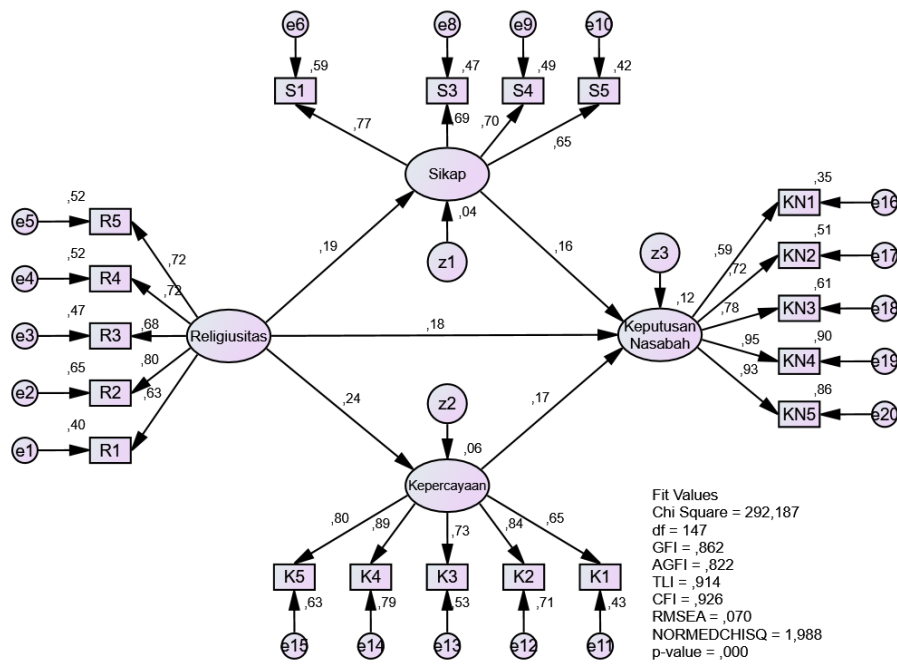 e6
e8
e9
e10
,59
,47
,49
,42
S1
S3
S4
S5
,77
,69
,70
,65
Sikap
,04
z1
,52
e5
R5
,52
e4
R4
,47
e3
R3
,65
e2
R2
,40
e1
R1
,72
,72
,68
,80
,63
Religiusitas
,19
,18
,24
,16
,17
z3
,12
Keputusan
Nasabah
,59
,72
,78
,95
,93
,35
KN1
e16
,51
KN2
e17
,61
KN3
e18
,90
KN4
e19
,86
KN5
e20
z2
,06
Kepercayaan
,80
,89
,73
,84
,65
K5
K4
K3
K2
K1
,63
,79
,53
,71
,43
e15
e14
e13
e12
e11
Fit Values
Chi Square = 292,187
df = 147
GFI = ,862
AGFI = ,822
TLI = ,914
CFI = ,926
RMSEA = ,070
NORMEDCHISQ = 1,988
p-value = ,000